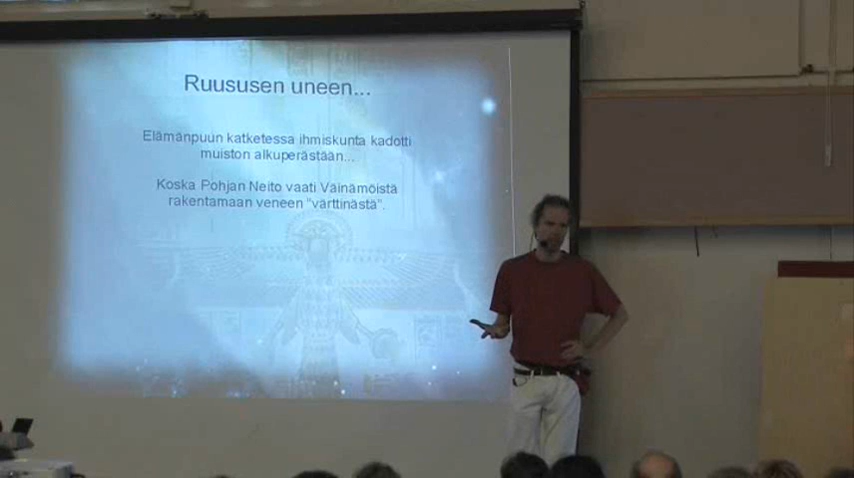 Ruususen uneen...
Elämänpuun katketessa ihmiskunta kadotti
muiston alkuperästään...
Koska Pohjan Neito vaati Väinämöistä
rakentamaan veneen "värttinästä".